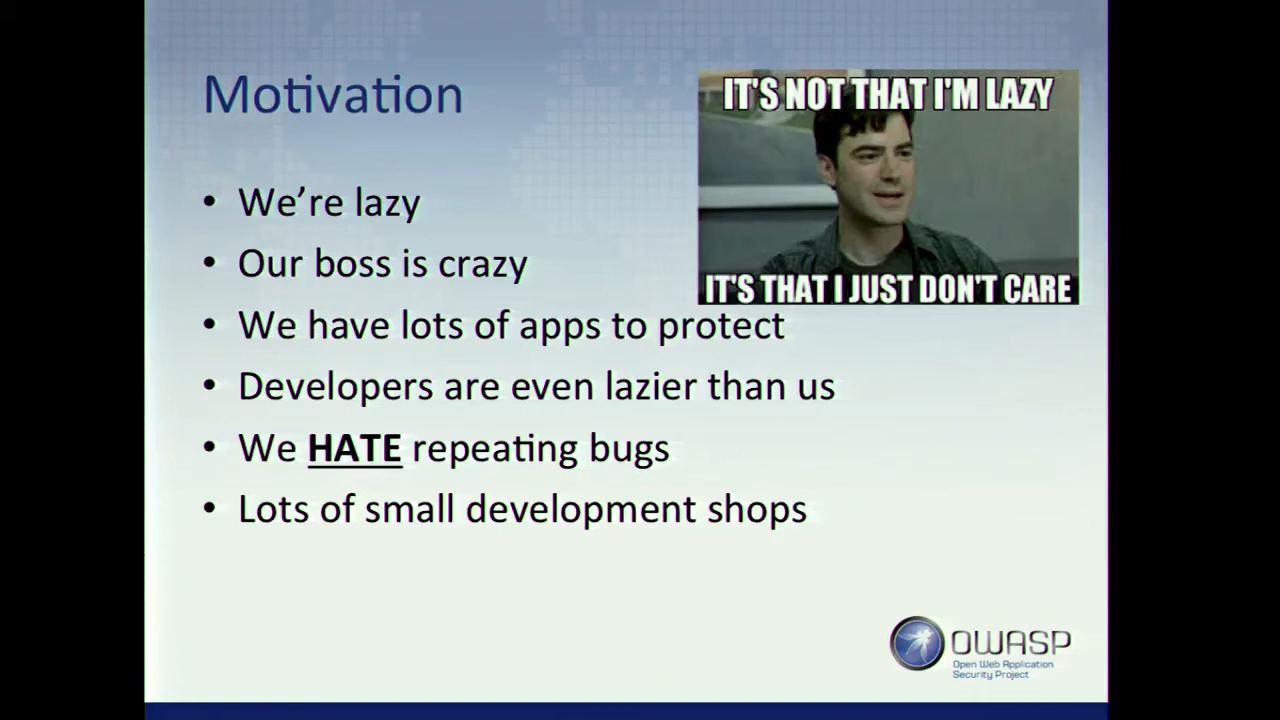 Motivation
IT'S NOT THAT I'M LAZY
IT'S THAT I JUST DON'T CARE
• We're lazy
• Our boss is crazy
• We have lots of apps to protect
• Developers are even lazier than us
• We HATE repeating bugs
• Lots of small development shops
OWASP
Open Web Application
Security Project